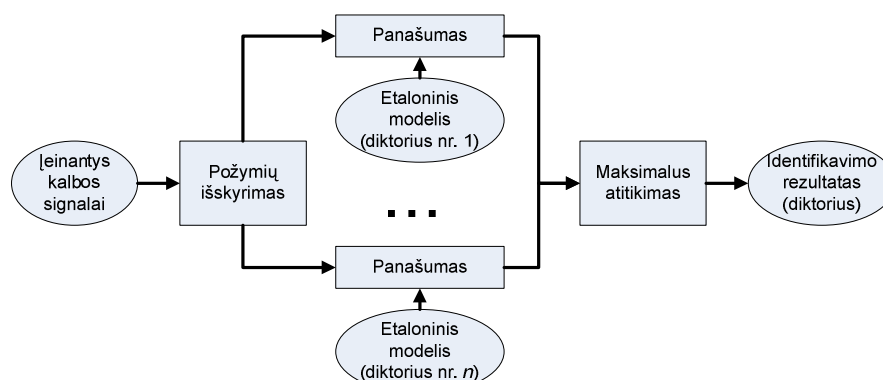 Įeinantys
kalbos
signalai
Požymių
išskyrimas
Panašumas
Etaloninis
modelis
(diktorius nr. 1)
...
Panašumas
Etaloninis
modelis
(diktorius nr. n)
Maksimalus
atitikimas
Identifikavimo
rezultatas
(diktorius)